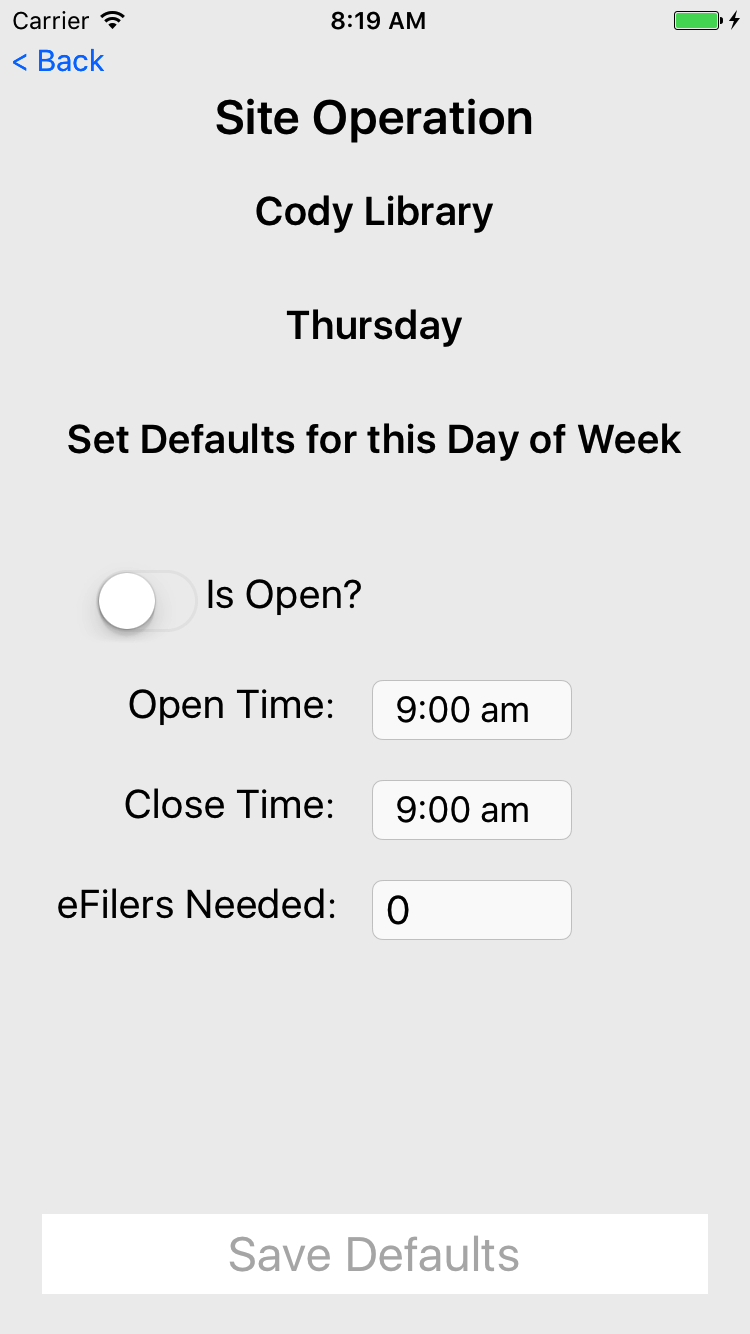 Carrier 8:19 AM
< Back
Site Operation
Cody Library
Thursday
Set Defaults for this Day of Week
Is Open?
Open Time: 9:00 am
Close Time: 9:00 am
eFilers Needed: 0
Save Defaults